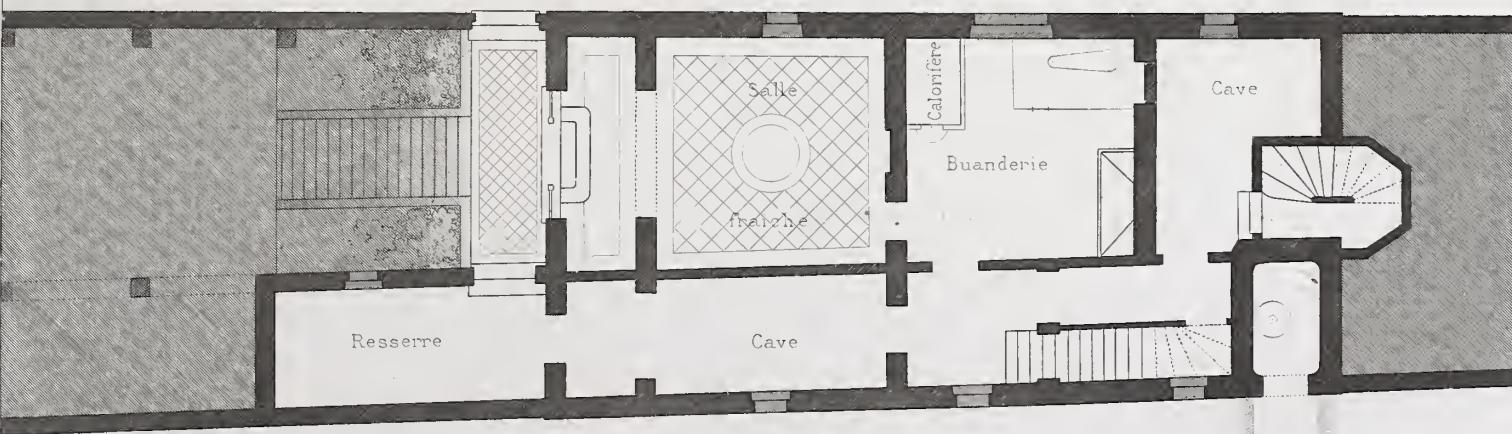 Salle
fraîche
Calorifère
Buanderie
Cave
Resserre
Cave